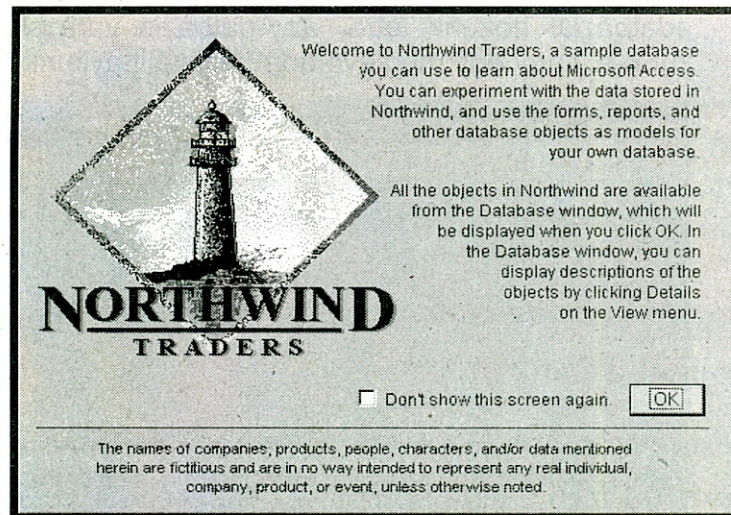 Welcome to Northwind Traders, a sample database
you can use to learn about Microsoft Access.
You can experiment with the data stored in
Northwind, and use the forms, reports, and
other database objects as models for
your own database.
All the objects in Northwind are available
from the Database window, which will
be displayed when you click OK. In
the Database window, you can
display descriptions of the
objects by clicking Details
on the View menu.
NORTHWIND
TRADERS
Don't show this screen again.
OK
The names of companies, products, people, characters, and/or data mentioned
herein are fictitious and are in no way intended to represent any real individual,
company, product, or event, unless otherwise noted.